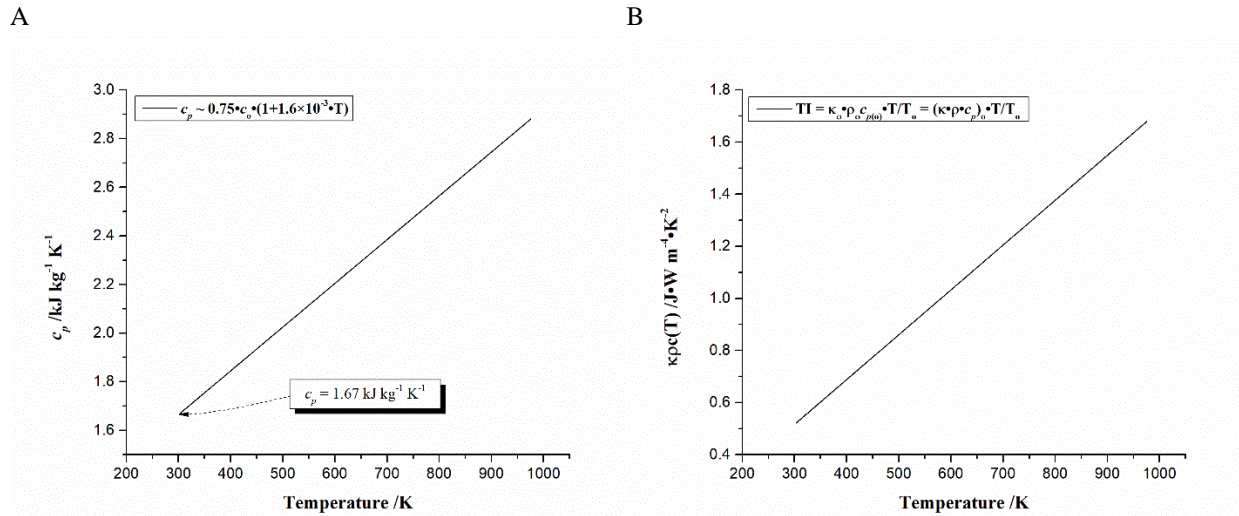 A
B
c_p ~ 0.75•c_o•(1+1.6×10⁻³•T)
3.0
2.8
2.6
2.4
2.2
2.0
1.8
1.6
c_p /kJ kg⁻¹ K⁻¹
c_p = 1.67 kJ kg⁻¹ K⁻¹
200 300 400 500 600 700 800 900 1000
Temperature /K
TI = κ_o•ρ_o c_p(o)•T/T_o = (κ•ρ•c_p)_o•T/T_o
1.8
1.6
1.4
1.2
1.0
0.8
0.6
0.4
κρc(T) /J•W m⁻⁴•K⁻²
200 300 400 500 600 700 800 900 1000
Temperature /K